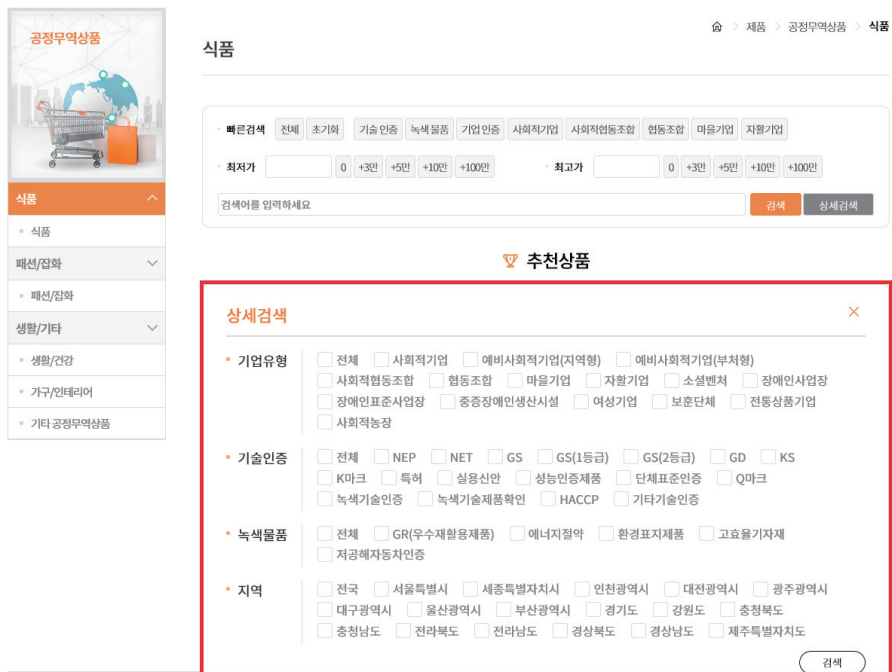 공정무역상품
식품
식품
패션/잡화
패션/잡화
생활/기타
생활/건강
가구/인테리어
기타 공정무역상품
제품 > 공정무역상품 > 식품
식품
빠른검색 전체 초기화 기술 인증 녹색 물품 기업 인증 사회적기업 사회적협동조합 협동조합 마을기업 자활기업
최저가 0 +3만 +5만 +10만 +100만 최고가 0 +3만 +5만 +10만 +100만
검색어를 입력하세요 검색 상세검색
추천상품
상세검색
기업유형 전체 사회적기업 예비사회적기업(지역형) 예비사회적기업(부처형)
사회적협동조합 협동조합 마을기업 자활기업 소셜벤처 장애인사업장
장애인표준사업장 중증장애인생산시설 여성기업 보훈단체 전통상품기업
사회적농장
기술인증 전체 NEP NET GS GS(1등급) GS(2등급) GD KS
K마크 특허 실용신안 성능인증제품 단체표준인증 Q마크
녹색기술인증 녹색기술제품확인 HACCP 기타기술인증
녹색물품 전체 GR(우수재활용제품) 에너지절약 환경표지제품 고효율기자재
저공해자동차인증
지역 전국 서울특별시 세종특별자치시 인천광역시 대전광역시 광주광역시
대구광역시 울산광역시 부산광역시 경기도 강원도 충청북도
충청남도 전라북도 전라남도 경상북도 경상남도 제주특별자치도
검색